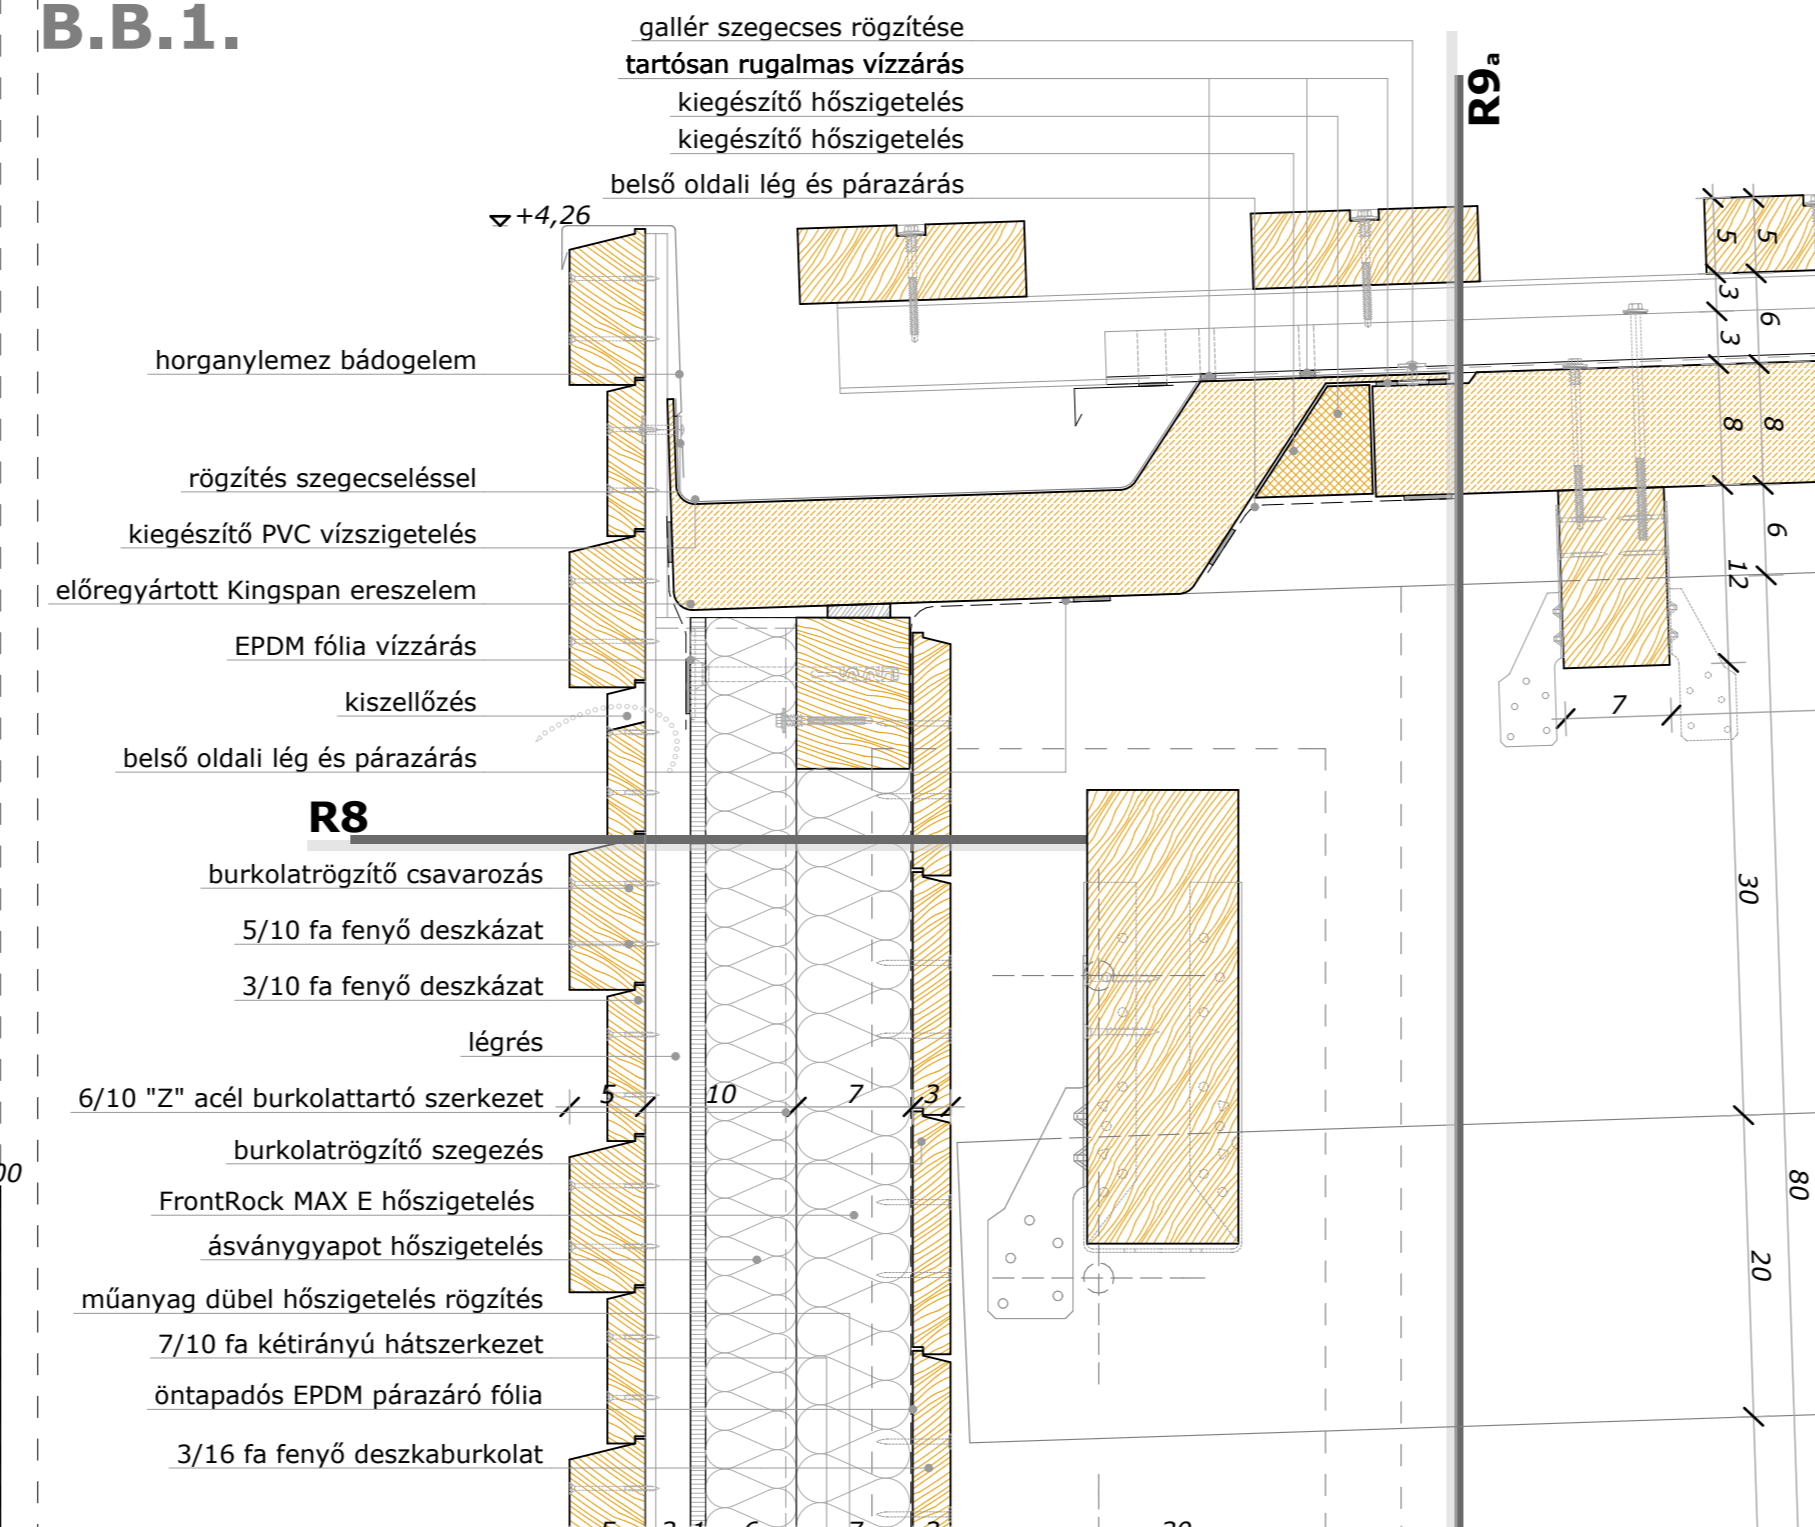 B.B.1.
gallér szegecses rögzítése
tartósan rugalmas vízzárás
kiegészítő hőszigetelés
kiegészítő hőszigetelés
belső oldali lég és párazárás
R9a
+4,26
horganylemez bádogelem
rögzítés szegecseléssel
kiegészítő PVC vízszigetelés
előregyártott Kingspan ereszelem
EPDM fólia vízzárás
kiszellőzés
belső oldali lég és párazárás
R8
burkolatrögzítő csavarozás
5/10 fa fenyő deszkázat
3/10 fa fenyő deszkázat
légrés
6/10 "Z" acél burkolattartó szerkezet
burkolatrögzítő szegezés
FrontRock MAX E hőszigetelés
ásványgyapot hőszigetelés
műanyag dübel hőszigetelés rögzítés
7/10 fa kétirányú hátszerkezet
öntapadós EPDM párazáró fólia
3/16 fa fenyő deszkaburkolat
5 10 7 3
5 5
3 6
3
8 8
6
12
7
30
80
20